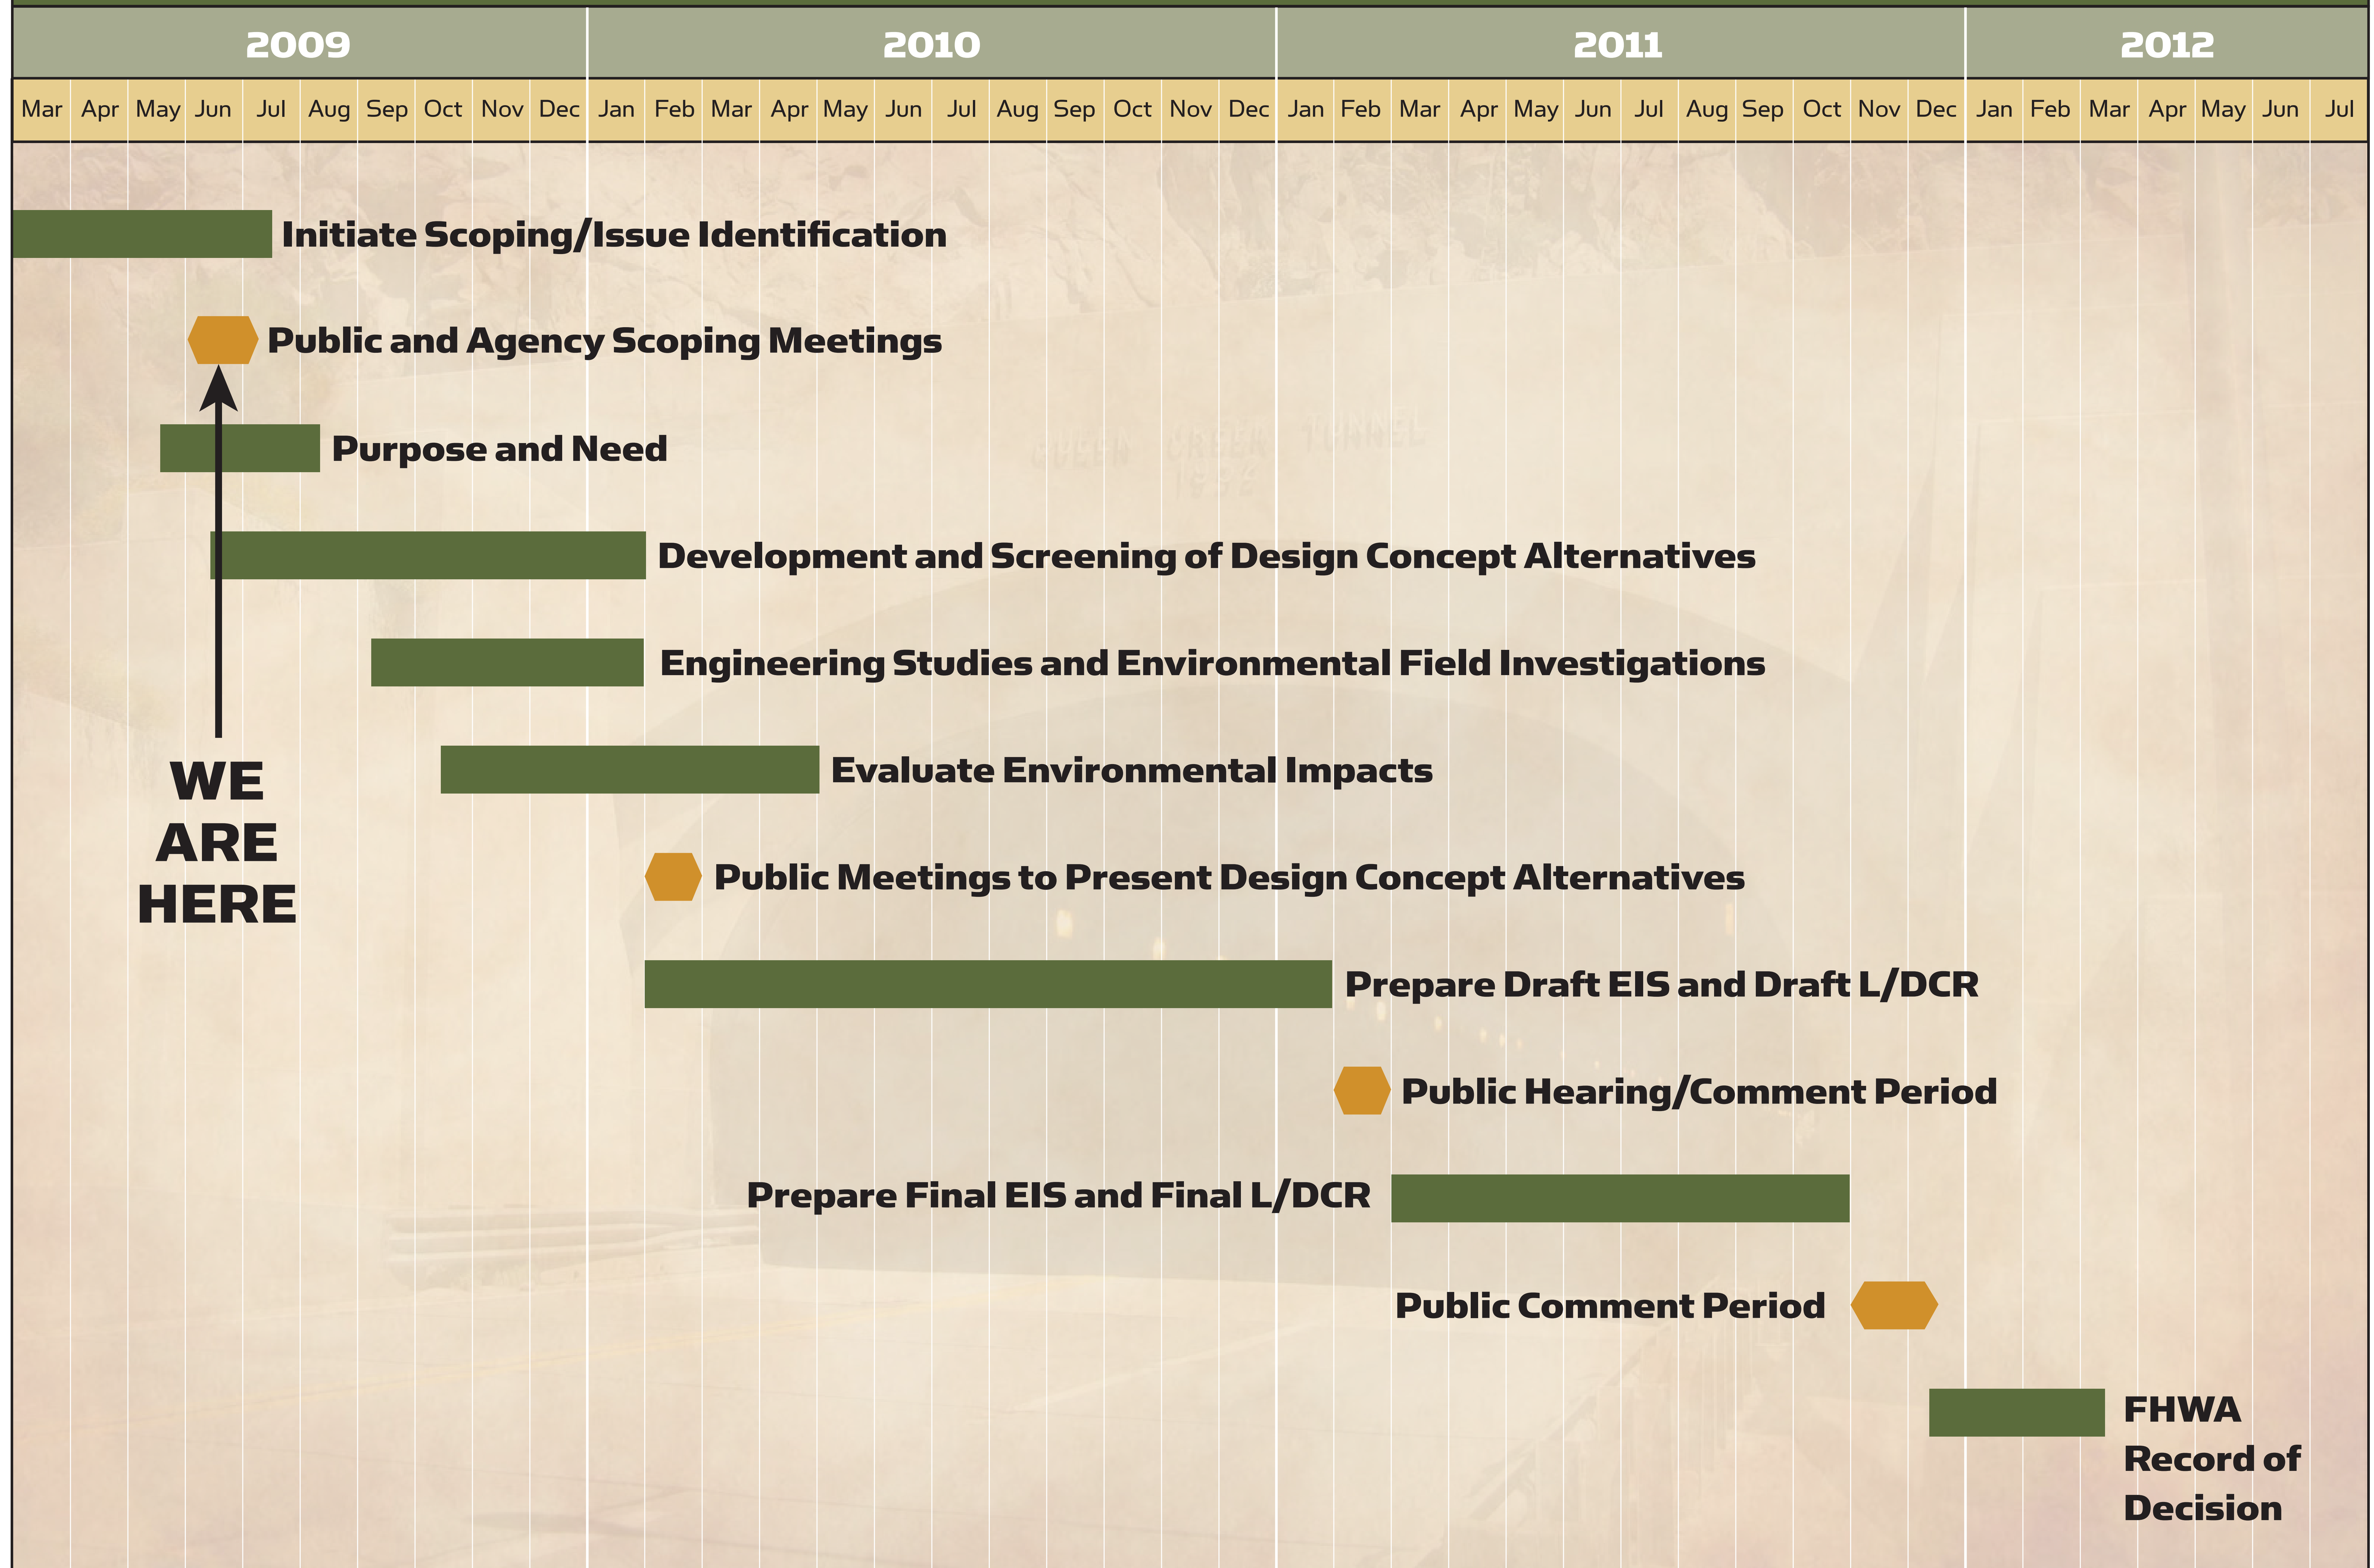 2009 2010 2011 2012
Mar Apr May Jun Jul Aug Sep Oct Nov Dec Jan Feb Mar Apr May Jun Jul Aug Sep Oct Nov Dec Jan Feb Mar Apr May Jun Jul Aug Sep Oct Nov Dec Jan Feb Mar Apr May Jun Jul
Initiate Scoping/Issue Identification
Public and Agency Scoping Meetings
Purpose and Need
QUEEN CREEK TUNNEL
Development and Screening of Design Concept Alternatives
Engineering Studies and Environmental Field Investigations
Evaluate Environmental Impacts
WE
ARE
HERE
Public Meetings to Present Design Concept Alternatives
Prepare Draft EIS and Draft L/DCR
Public Hearing/Comment Period
Prepare Final EIS and Final L/DCR
Public Comment Period
FHWA
Record of
Decision